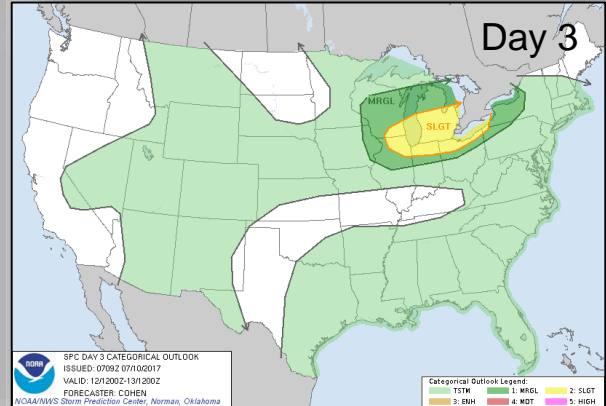 Day 3
MRGL
SLGT
NOAA
SPC DAY 3 CATEGORICAL OUTLOOK
ISSUED: 0709Z 07/10/2017
VALID: 12/1200Z-13/1200Z
FORECASTER: COHEN
NOAA/NWS Storm Prediction Center, Norman, Oklahoma
Categorical Outlook Legend:
TSTM 1: MRGL 2: SLGT
3: ENH 4: MDT 5: HIGH